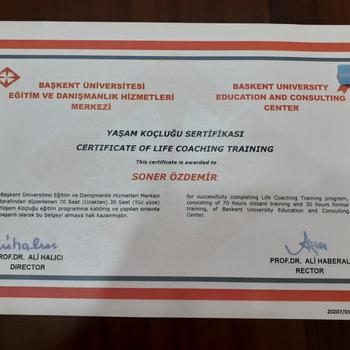 BAŞKENT ÜNİVERSİTESİ
EĞİTİM VE DANIŞMANLIK HİZMETLERİ
MERKEZİ
BASKENT UNIVERSITY
EDUCATION AND CONSULTING
CENTER
YAŞAM KOÇLUĞU SERTİFİKASI
CERTIFICATE OF LIFE COACHING TRAINING
This certificate is awarded to
SONER ÖZDEMİR
Başkent Üniversitesi Eğitim ve Danışmanlık Hizmetleri Merkezi
tarafından düzenlenen 70 Saat (Uzaktan) 30 Saat (Yüz yüze)
Yaşam Koçluğu eğitim programına katılmış ve yapılan sınavda
başarılı olarak bu belgeyi almaya hak kazanmıştır.
for successfully completing Life Coaching Training program,
consisting of 70 hours distant training and 30 hours formal
training, of Baskent University Education and Consulting
Center.
PROF.DR. ALİ HALICI
DIRECTOR
PROF.DR. ALİ HABERAL
RECTOR
20207/01